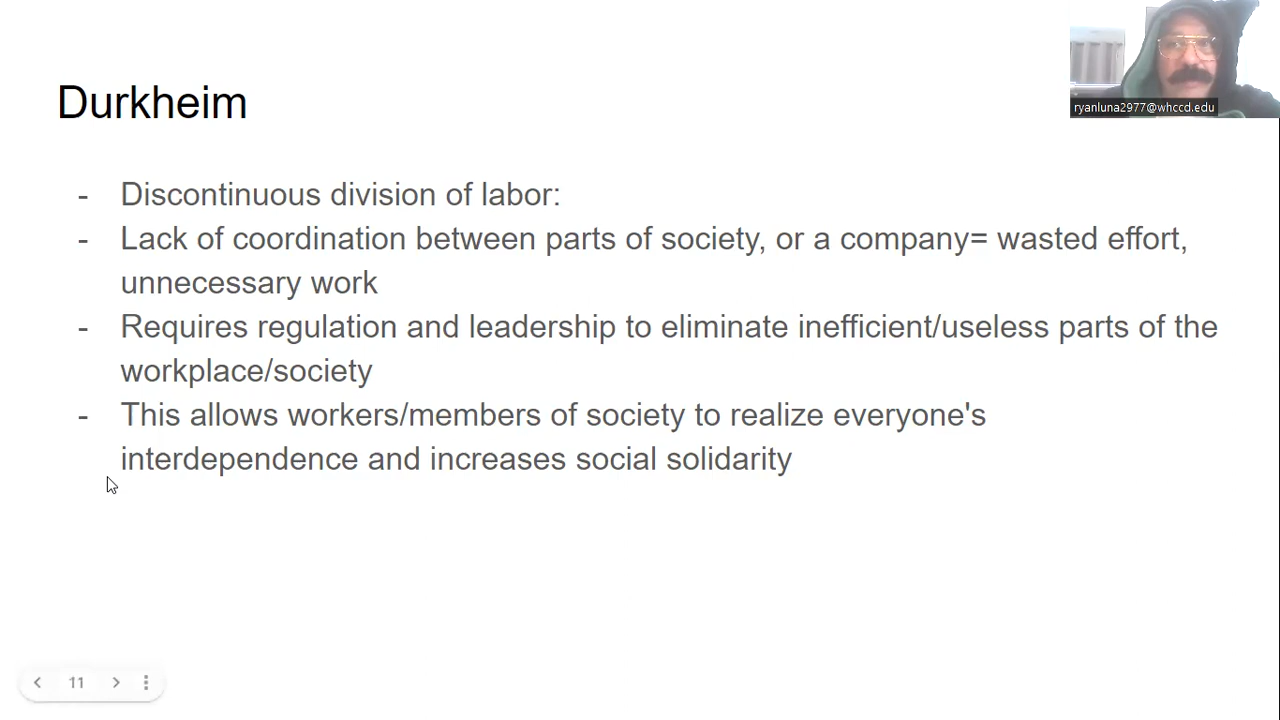 ryanluna2977@whccd.edu
Durkheim
- Discontinuous division of labor:
- Lack of coordination between parts of society, or a company= wasted effort,
unnecessary work
- Requires regulation and leadership to eliminate inefficient/useless parts of the
workplace/society
- This allows workers/members of society to realize everyone's
interdependence and increases social solidarity
11